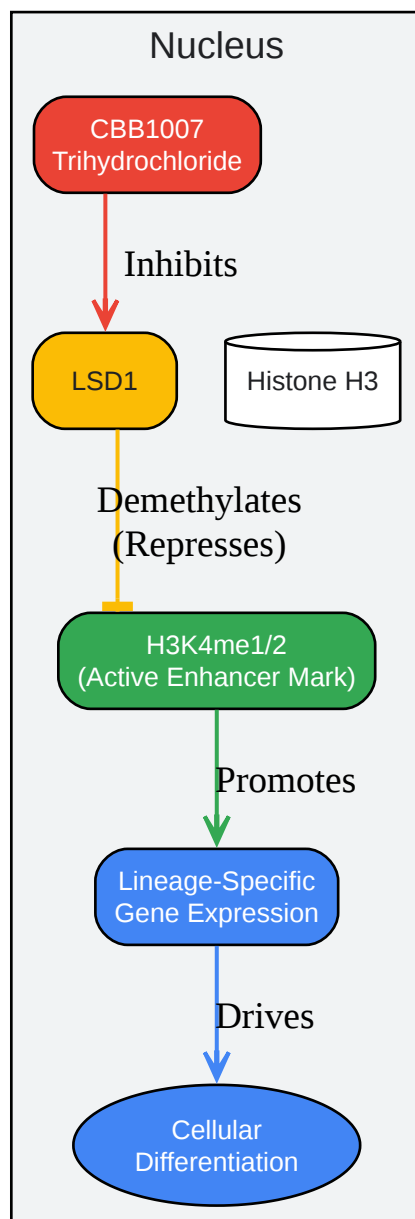 Nucleus
CBB1007
Trihydrochloride
Inhibits
LSD1
Histone H3
Demethylates
(Represses)
H3K4me1/2
(Active Enhancer Mark)
Promotes
Lineage-Specific
Gene Expression
Drives
Cellular
Differentiation